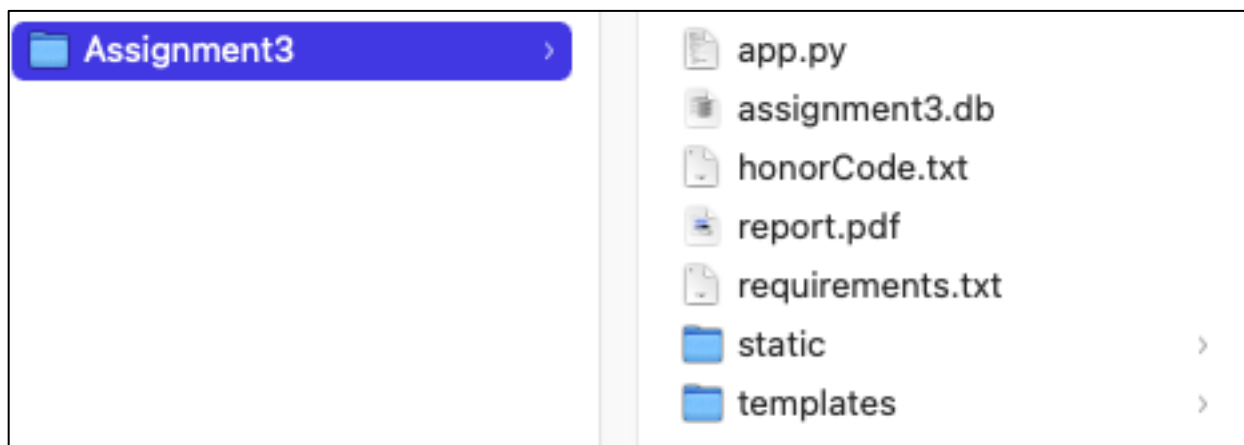 Assignment3
app.py
assignment3.db
honorCode.txt
report.pdf
requirements.txt
static
templates